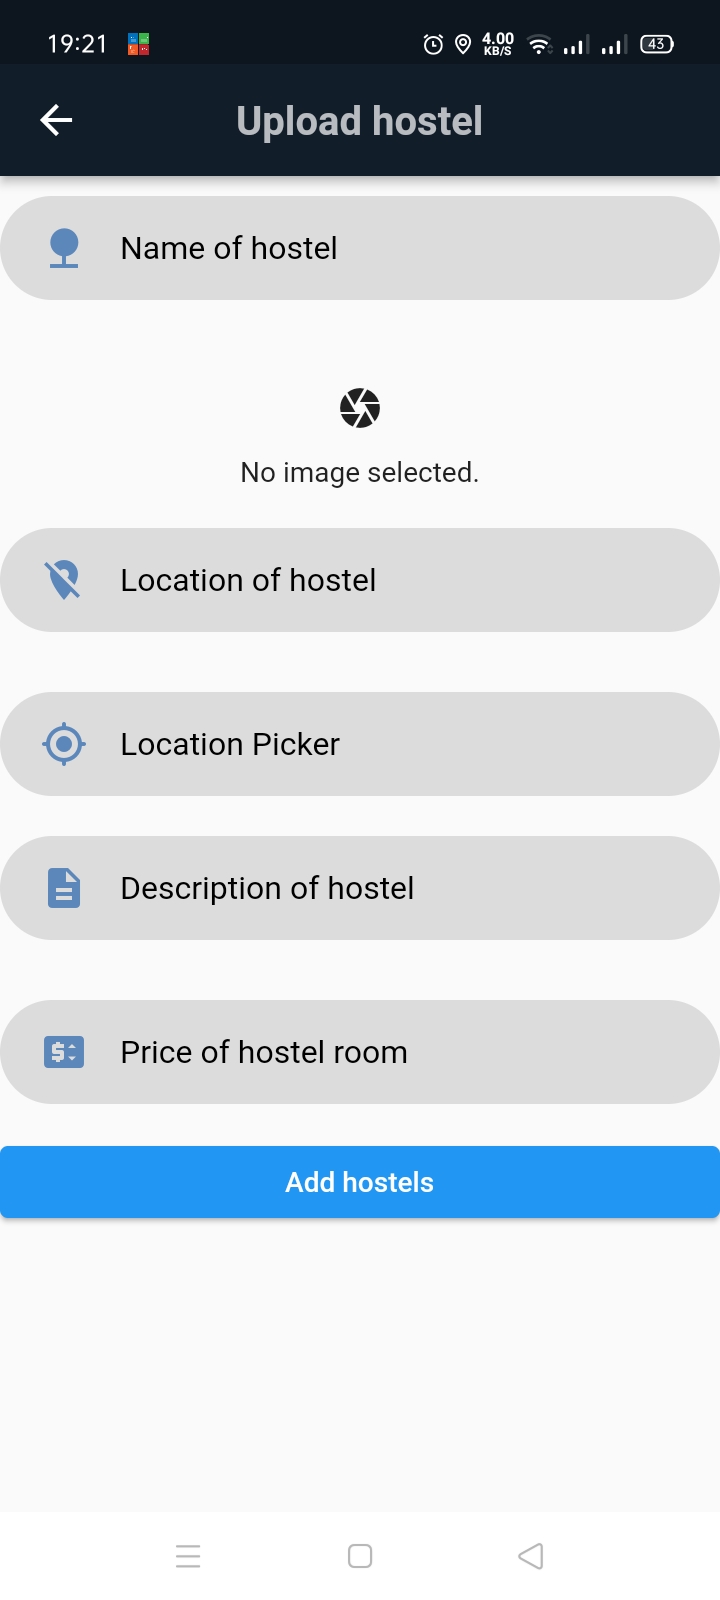 19:21
4.00
KB/S
43
Upload hostel
Name of hostel
No image selected.
Location of hostel
Location Picker
Description of hostel
Price of hostel room
Add hostels